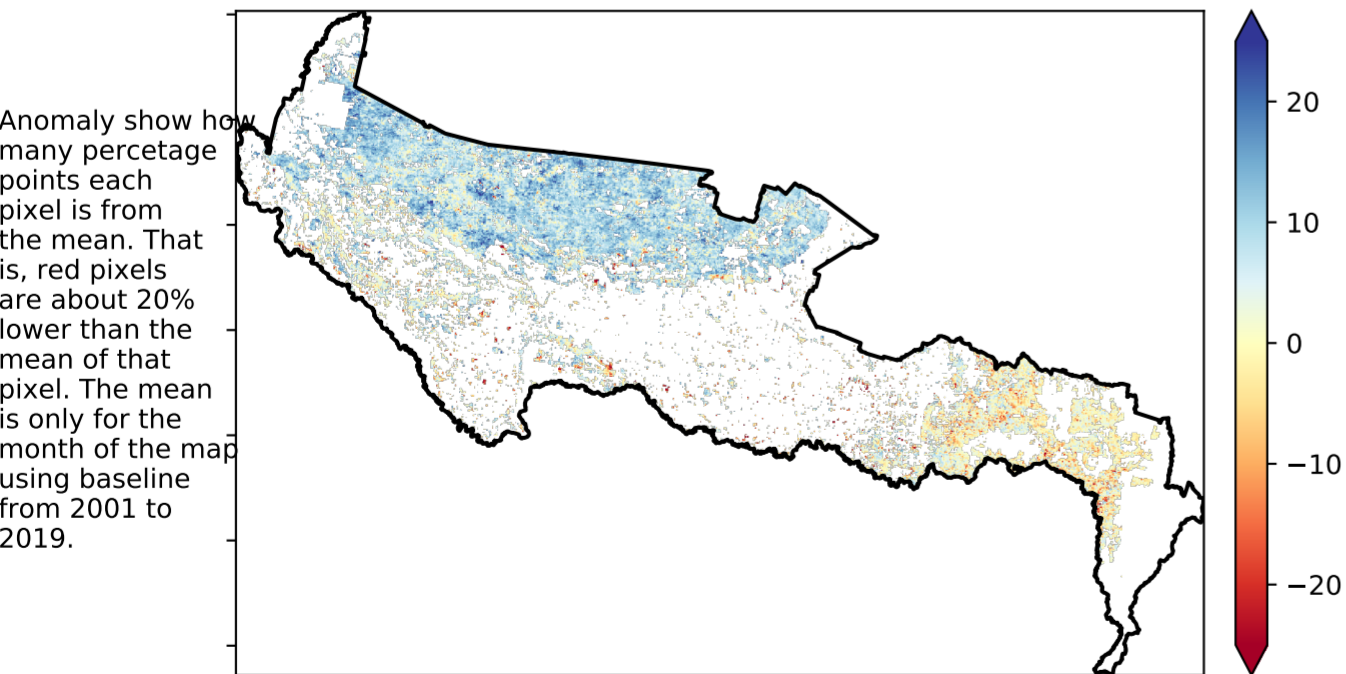 Anomaly show how
many percetage
points each
pixel is from
the mean. That
is, red pixels
are about 20%
lower than the
mean of that
pixel. The mean
is only for the
month of the map
using baseline
from 2001 to
2019.
20
10
0
−10
−20